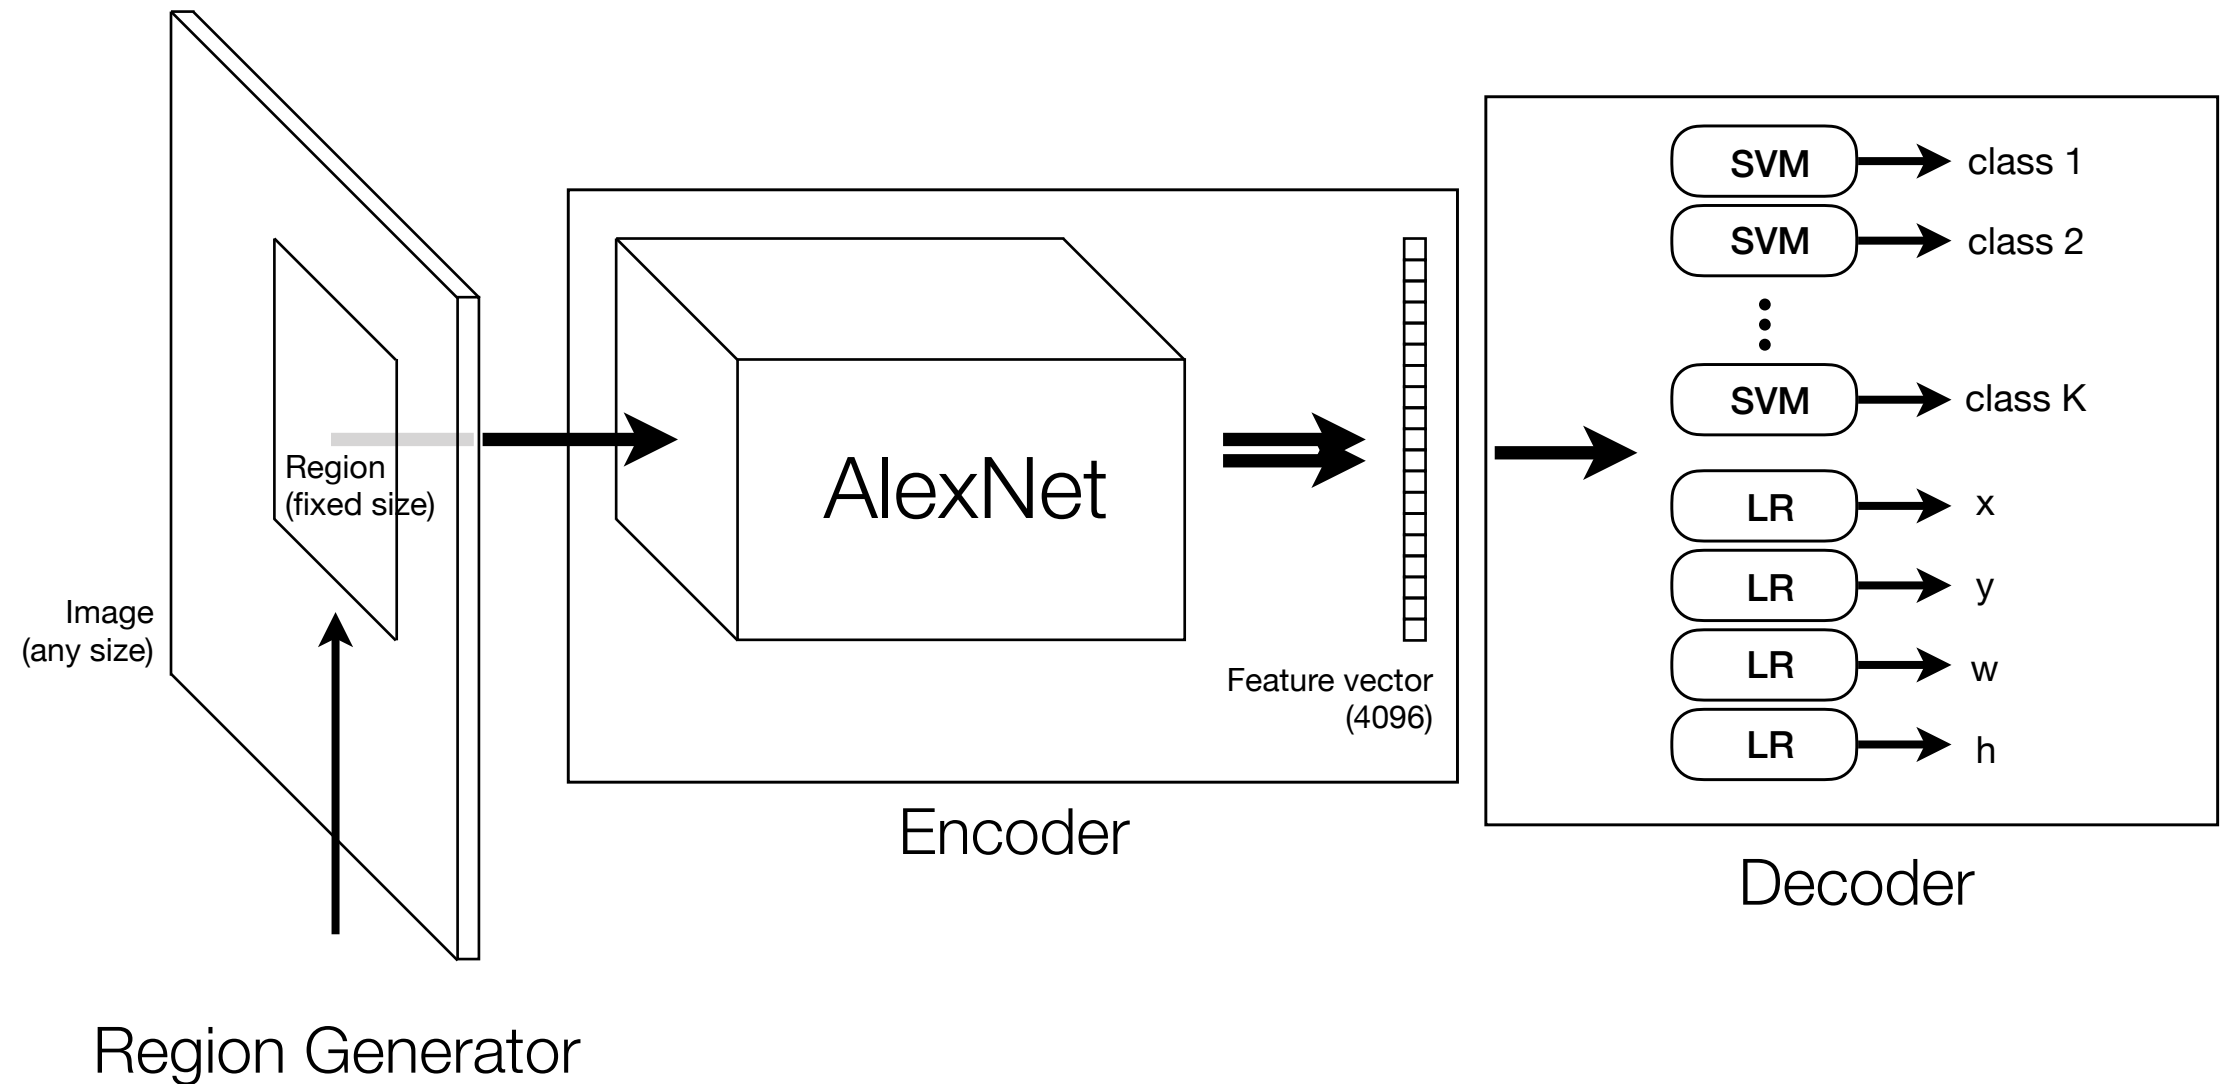 Image
(any size)
Region
(fixed size)
Region Generator
AlexNet
Feature vector
(4096)
Encoder
SVM
class 1
SVM
class 2
SVM
class K
LR
x
LR
y
LR
w
LR
h
Decoder